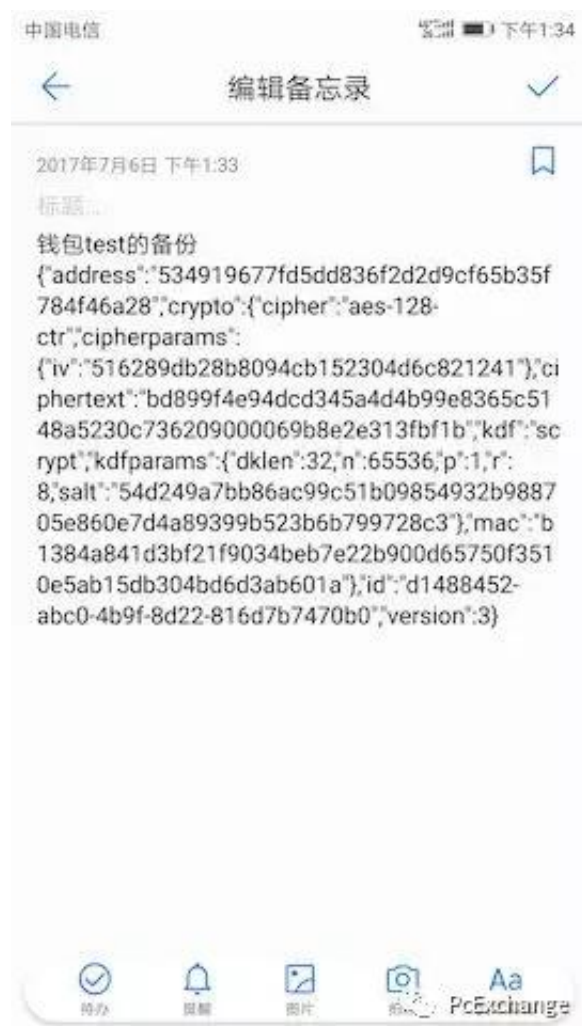 中国电信
下午1:34
编辑备忘录
2017年7月6日 下午1:33
标题...
钱包test的备份
{"address":"534919677fd5dd836f2d2d9cf65b35f
784f46a28","crypto":{"cipher":"aes-128-
ctr","cipherparams":
{"iv":"516289db28b8094cb152304d6c821241"},"ci
phertext":"bd899f4e94dcd345a4d4b99e8365c51
48a5230c736209000069b8e2e313fbf1b","kdf":"sc
rypt","kdfparams":{"dklen":32,"n":65536,"p":1,"r":
8,"salt":"54d249a7bb86ac99c51b09854932b9887
05e860e7d4a89399b523b6b799728c3"},"mac":"b
1384a841d3bf21f9034beb7e22b900d65750f351
0e5ab15db304bd6d3ab601a"},"id":"d1488452-
abc0-4b9f-8d22-816d7b7470b0","version":3}
待办
提醒
图片
Aa
PcExchange